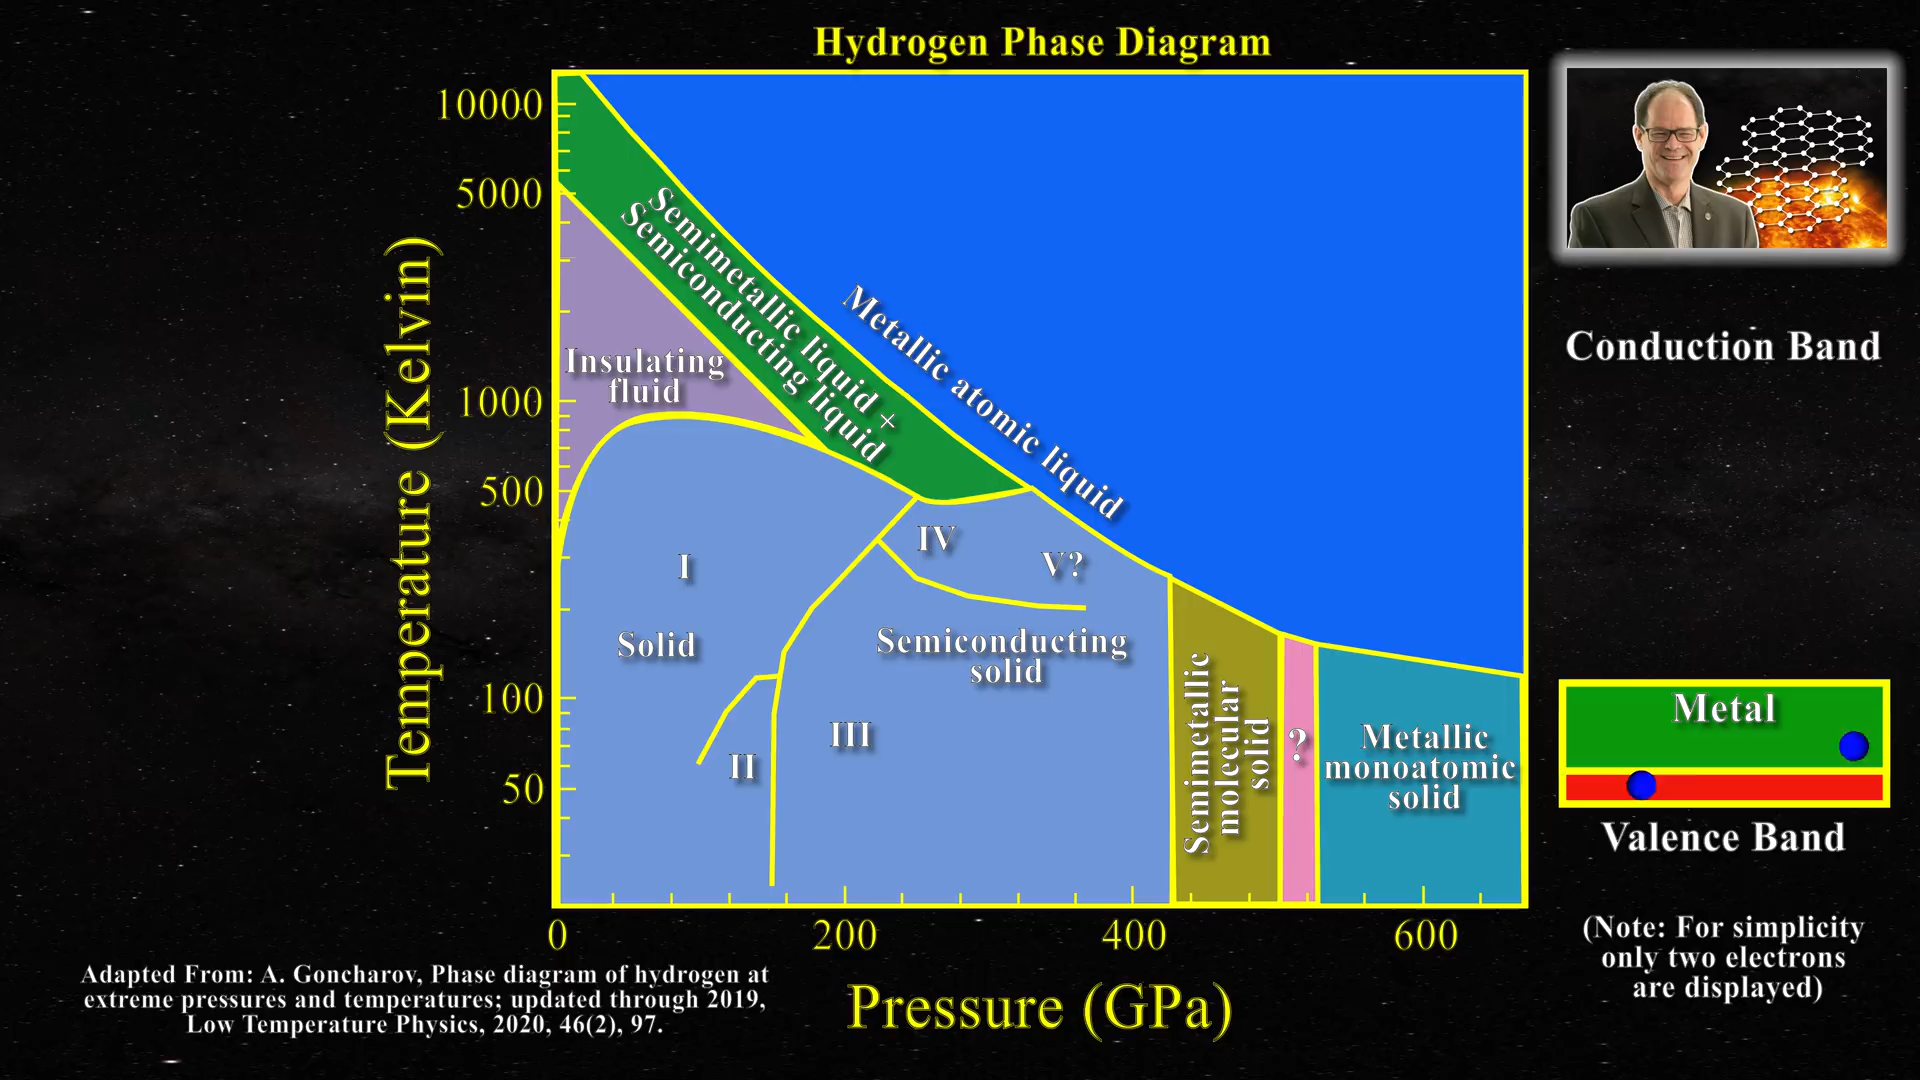 Hydrogen Phase Diagram
10000
5000
1000
500
100
50
Temperature (Kelvin)
Semimetallic liquid +
Semiconducting liquid
Metallic atomic liquid
Insulating
fluid
I
Solid
II
III
IV
V?
Semiconducting
solid
Semimetallic
molecular
solid
?
Metallic
monoatomic
solid
0
200
400
600
Pressure (GPa)
Adapted From: A. Goncharov, Phase diagram of hydrogen at
extreme pressures and temperatures; updated through 2019,
Low Temperature Physics, 2020, 46(2), 97.
Conduction Band
Metal
Valence Band
(Note: For simplicity
only two electrons
are displayed)